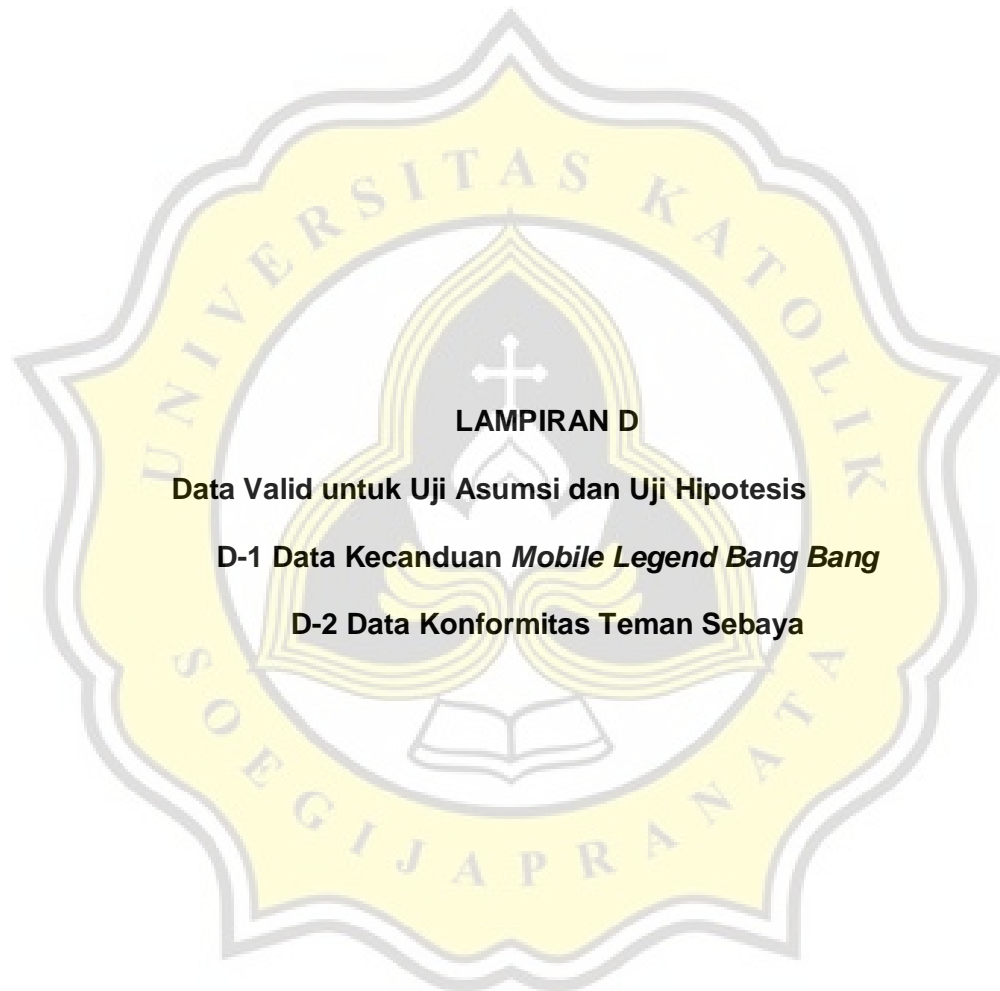 UNIVERSITAS KATOLIK
LAMPIRAN D
Data Valid untuk Uji Asumsi dan Uji Hipotesis
D-1 Data Kecanduan Mobile Legend Bang Bang
D-2 Data Konformitas Teman Sebaya
SOEGIJAPRANATA